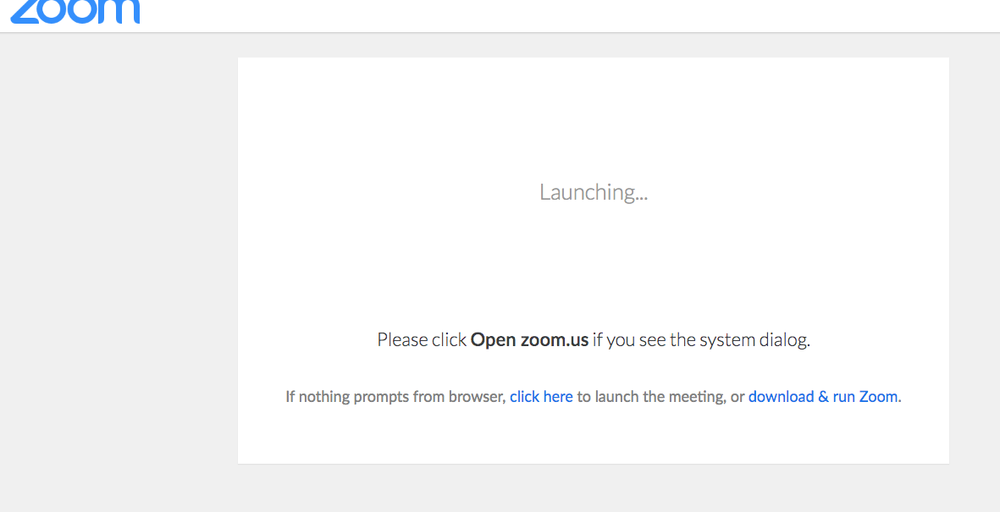 zoom
Launching...
Please click Open zoom.us if you see the system dialog.
If nothing prompts from browser, click here to launch the meeting, or download & run Zoom.